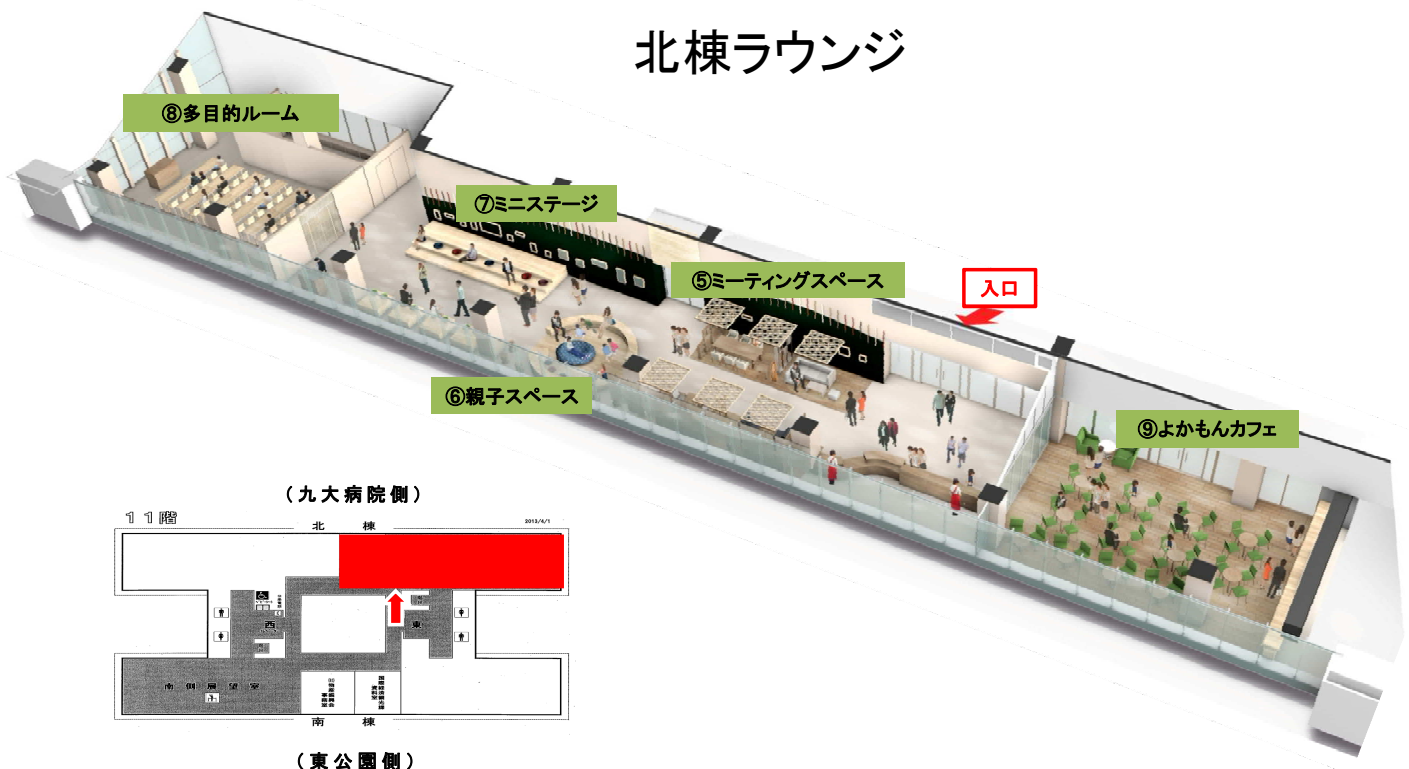 北棟ラウンジ
⑧多目的ルーム
⑦ミニステージ
⑤ミーティングスペース
入口
⑥親子スペース
⑨よかもんカフェ
(九大病院側)
11階
北棟
2013/4/1
西
東
南側展望室
南棟
(東公園側)